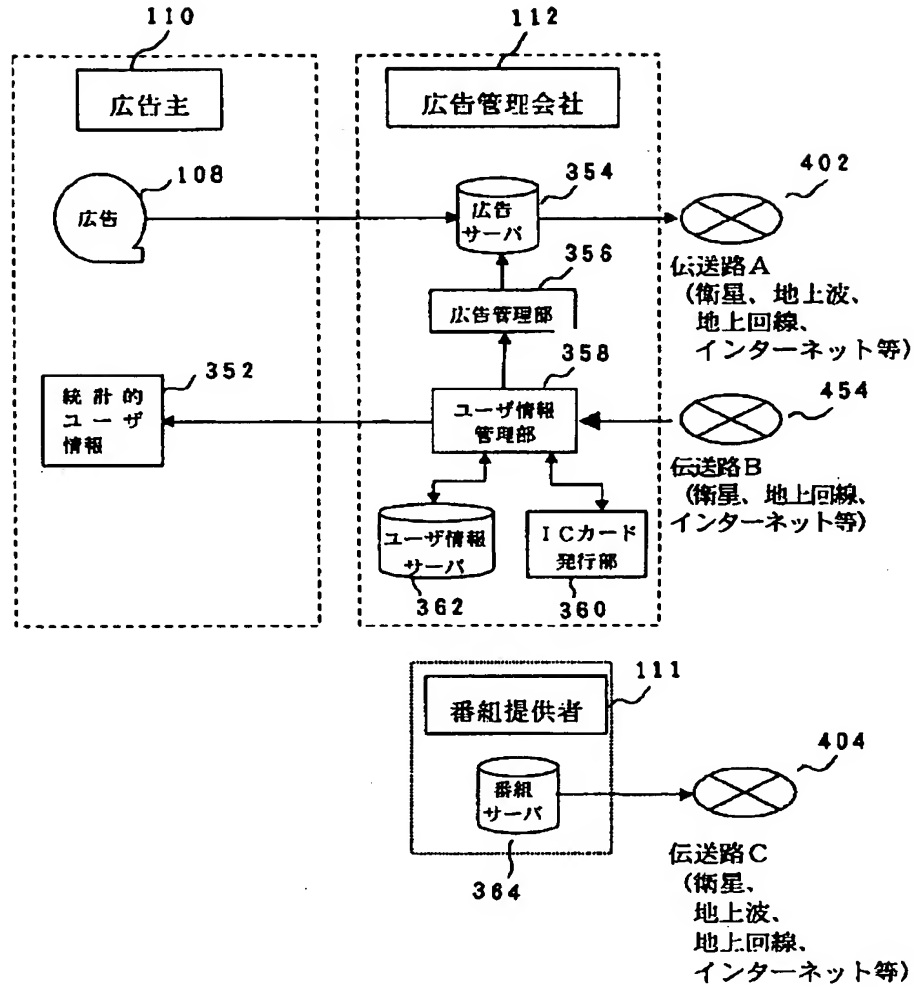 110
112
広告主
広告管理会社
108
354
402
広告
広告
サーバ
356
伝送路A
(衛星、地上波、
地上回線、
インターネット等)
広告管理部
358
352
454
統計的
ユーザ
情報
ユーザ情報
管理部
伝送路B
(衛星、地上回線、
インターネット等)
ユーザ情報
サーバ
ICカード
発行部
362
360
111
番組提供者
404
番組
サーバ
364
伝送路C
(衛星、
地上波、
地上回線、
インターネット等)